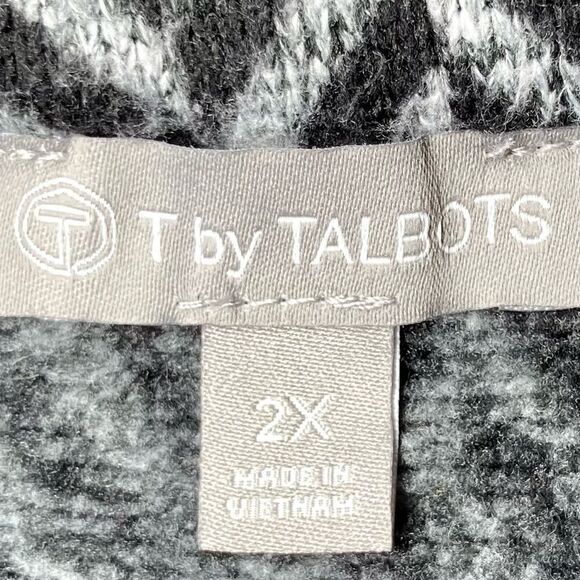 T T by TALBOTS
2X
MADE IN
VIETNAM